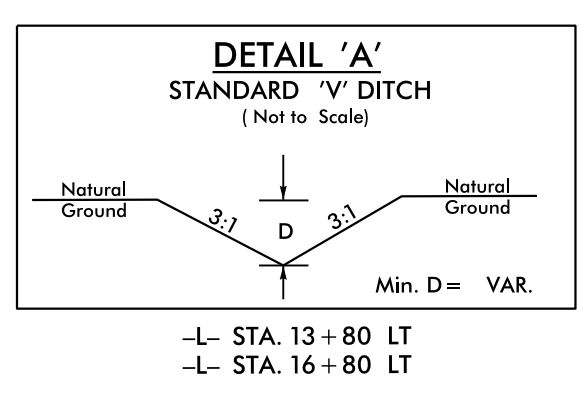 DETAIL 'A'
STANDARD 'V' DITCH
( Not to Scale)
Natural
Ground
3:1
D
3:1
Natural
Ground
Min. D = VAR.
–L– STA. 13+80 LT
–L– STA. 16+80 LT